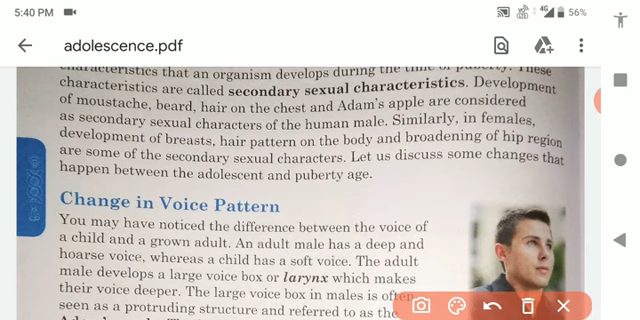 5:40 PM
4G
56%
adolescence.pdf
characteristics that an organism develops during the time of puberty. These
characteristics are called secondary sexual characteristics. Development
of moustache, beard, hair on the chest and Adam's apple are considered
as secondary sexual characters of the human male. Similarly, in females,
development of breasts, hair pattern on the body and broadening of hip region
are some of the secondary sexual characters. Let us discuss some changes that
happen between the adolescent and puberty age.
Change in Voice Pattern
You may have noticed the difference between the voice of
a child and a grown adult. An adult male has a deep and
hoarse voice, whereas a child has a soft voice. The adult
male develops a large voice box or larynx which makes
their voice deeper. The large voice box in males is often
seen as a protruding structure and referred to as the